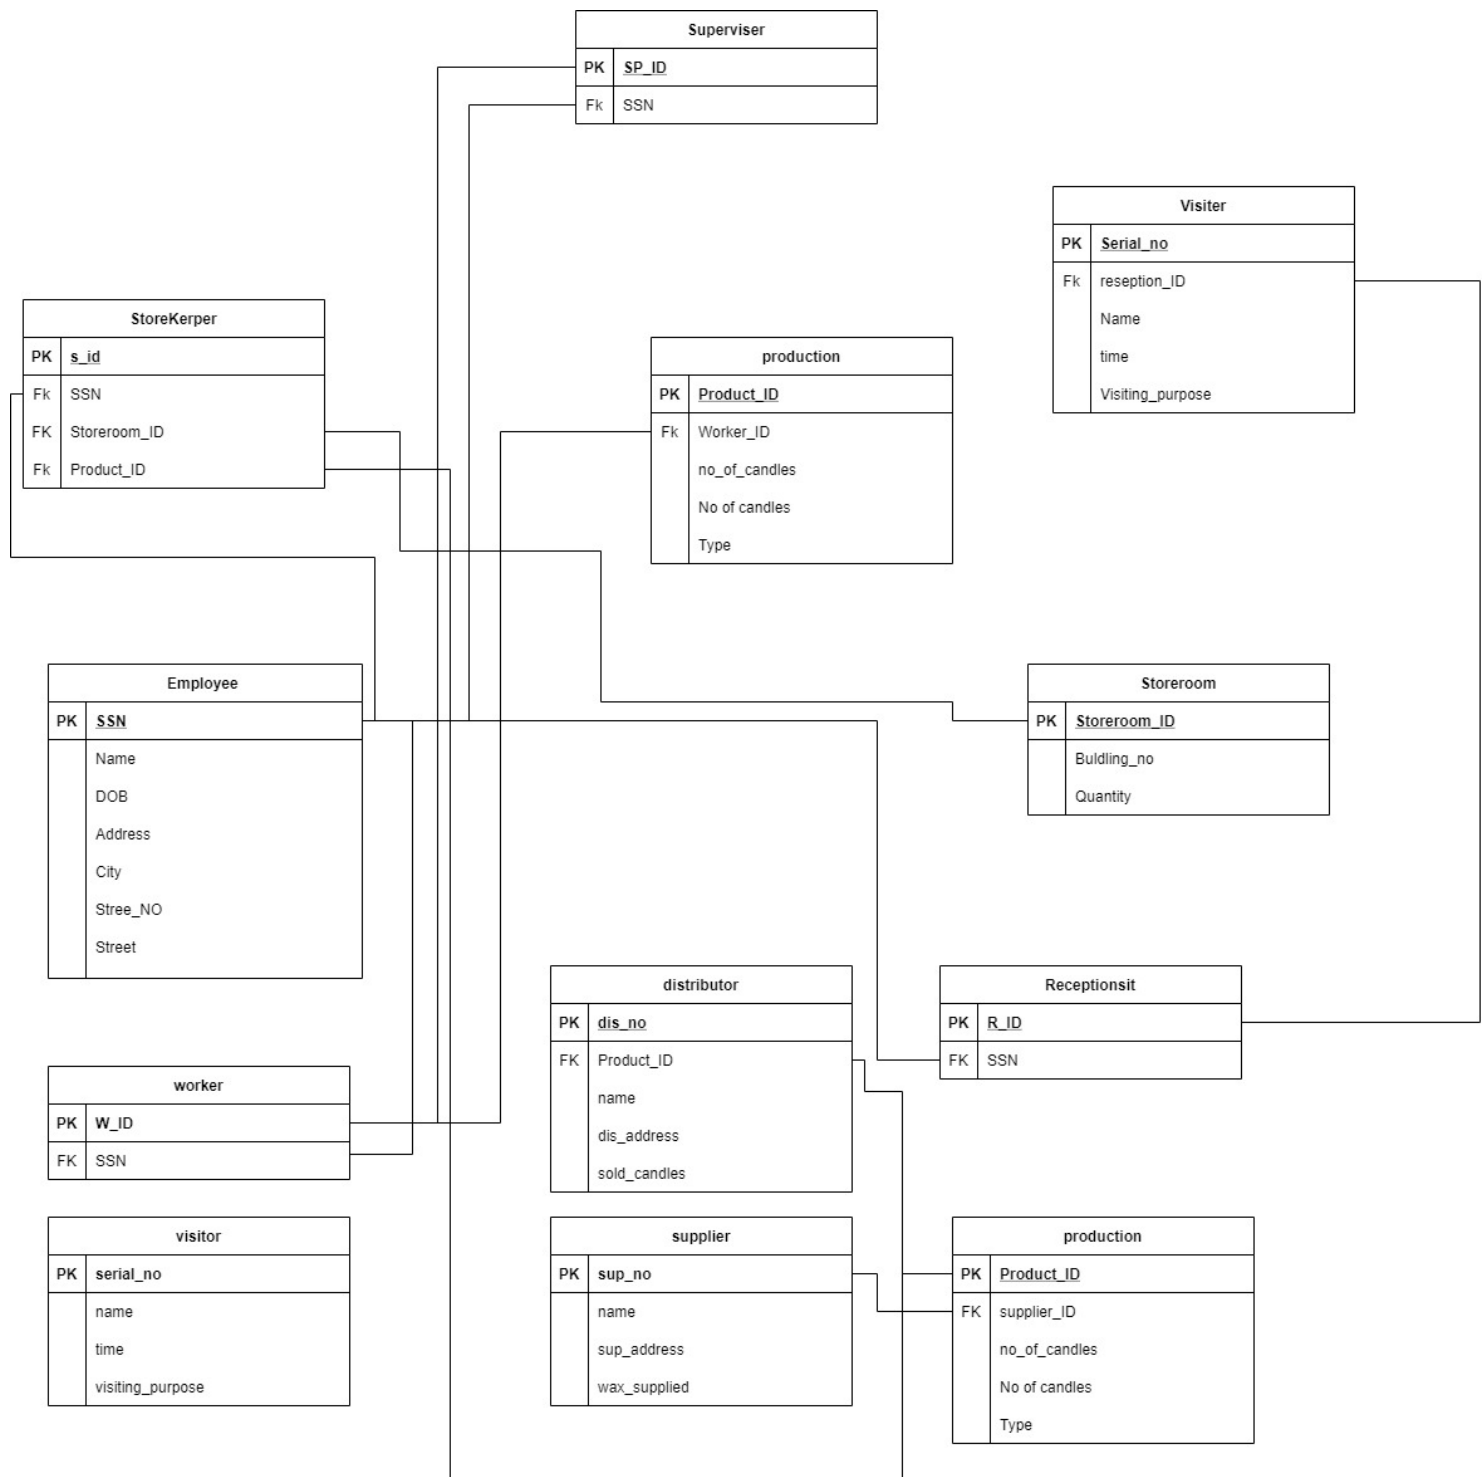 Superviser
PK SP_ID
Fk SSN
Visiter
PK Serial_no
Fk reseption_ID
Name
time
Visiting_purpose
StoreKerper
PK s_id
Fk SSN
FK Storeroom_ID
Fk Product_ID
production
PK Product_ID
Fk Worker_ID
no_of_candles
No of candles
Type
Employee
PK SSN
Name
DOB
Address
City
Stree_NO
Street
Storeroom
PK Storeroom_ID
Buldling_no
Quantity
distributor
PK dis_no
FK Product_ID
name
dis_address
sold_candles
Receptionsit
PK R_ID
FK SSN
worker
PK W_ID
FK SSN
visitor
PK serial_no
name
time
visiting_purpose
supplier
PK sup_no
name
sup_address
wax_supplied
production
PK Product_ID
FK supplier_ID
no_of_candles
No of candles
Type